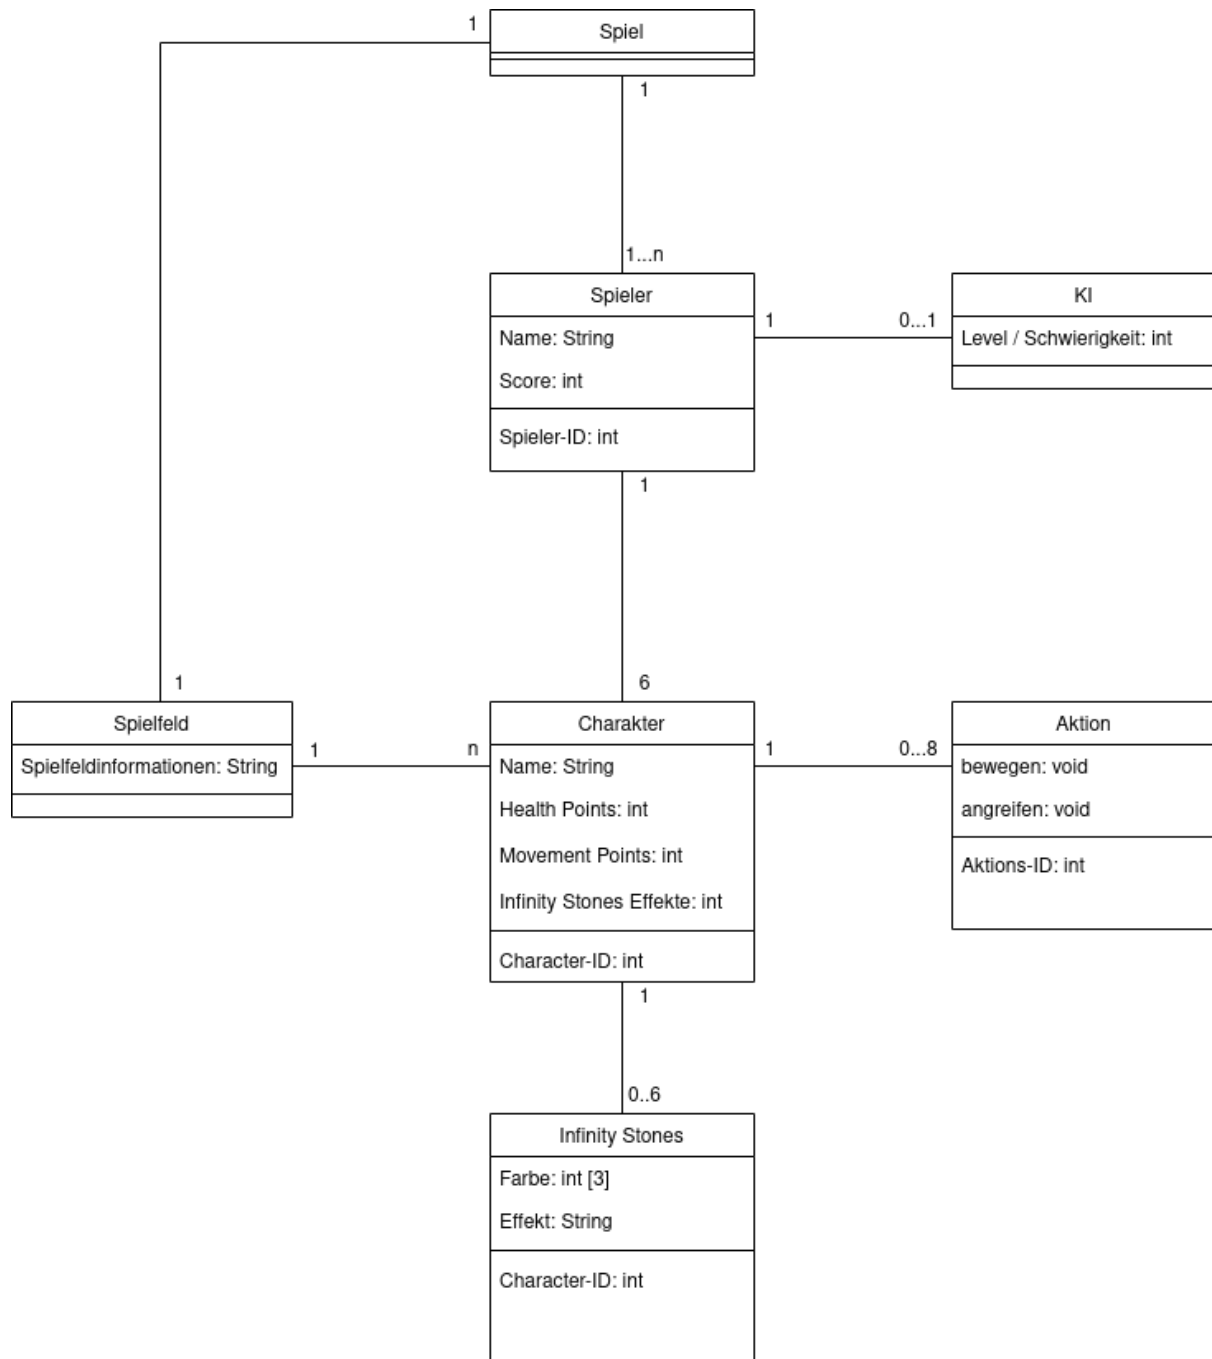 1
Spiel
1
1...n
Spieler
Name: String
Score: int
Spieler-ID: int
1
0...1
KI
Level / Schwierigkeit: int
1
6
1
Spielfeld
Spielfeldinformationen: String
1
n
Charakter
Name: String
Health Points: int
Movement Points: int
Infinity Stones Effekte: int
Character-ID: int
1
0...8
Aktion
bewegen: void
angreifen: void
Aktions-ID: int
1
0..6
Infinity Stones
Farbe: int [3]
Effekt: String
Character-ID: int